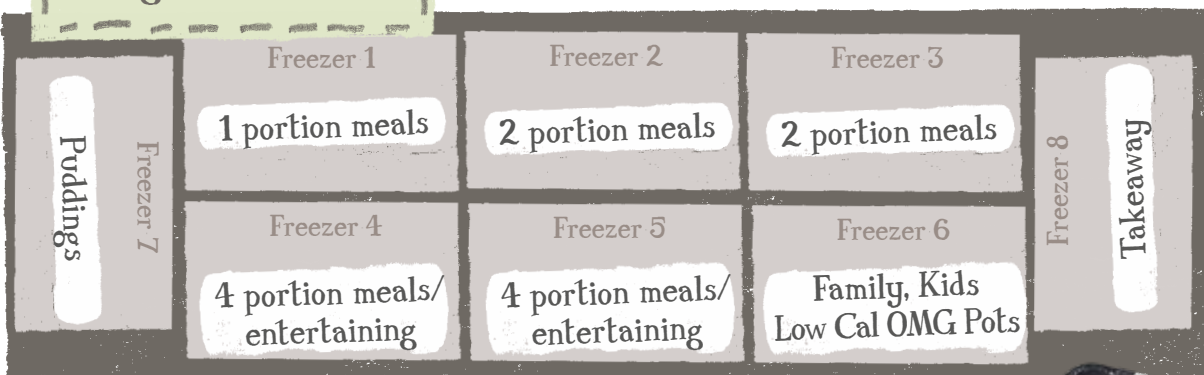 Freezer 1
1 portion meals
Freezer 2
2 portion meals
Freezer 3
2 portion meals
Freezer 7
Puddings
Freezer 4
4 portion meals/
entertaining
Freezer 5
4 portion meals/
entertaining
Freezer 6
Family, Kids
Low Cal OMG Pots
Freezer 8
Takeaway